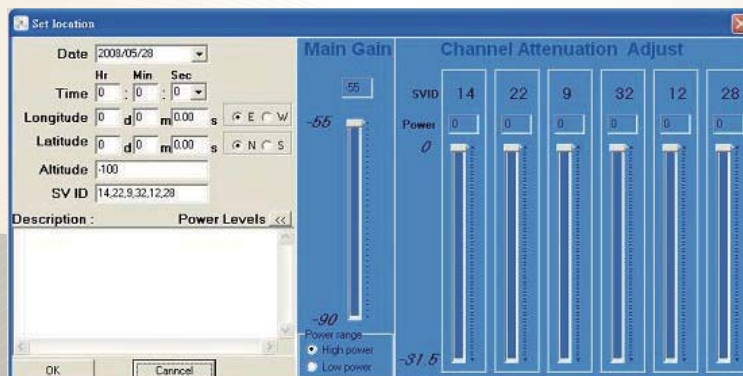 Set location
Date 2008/05/28
Hr Min Sec
Time 0 : 0 : 0
Longitude 0 d 0 m 0.00 s E W
Latitude 0 d 0 m 0.00 s N S
Altitude -100
SV ID 14,22,9,32,12,28
Description : Power Levels <<
OK Canncel
Main Gain
-55
-55
-90
Power range
High power
Low power
Channel Attenuation Adjust
SVID 14 22 9 32 12 28
Power 0 0 0 0 0 0
0
-31.5